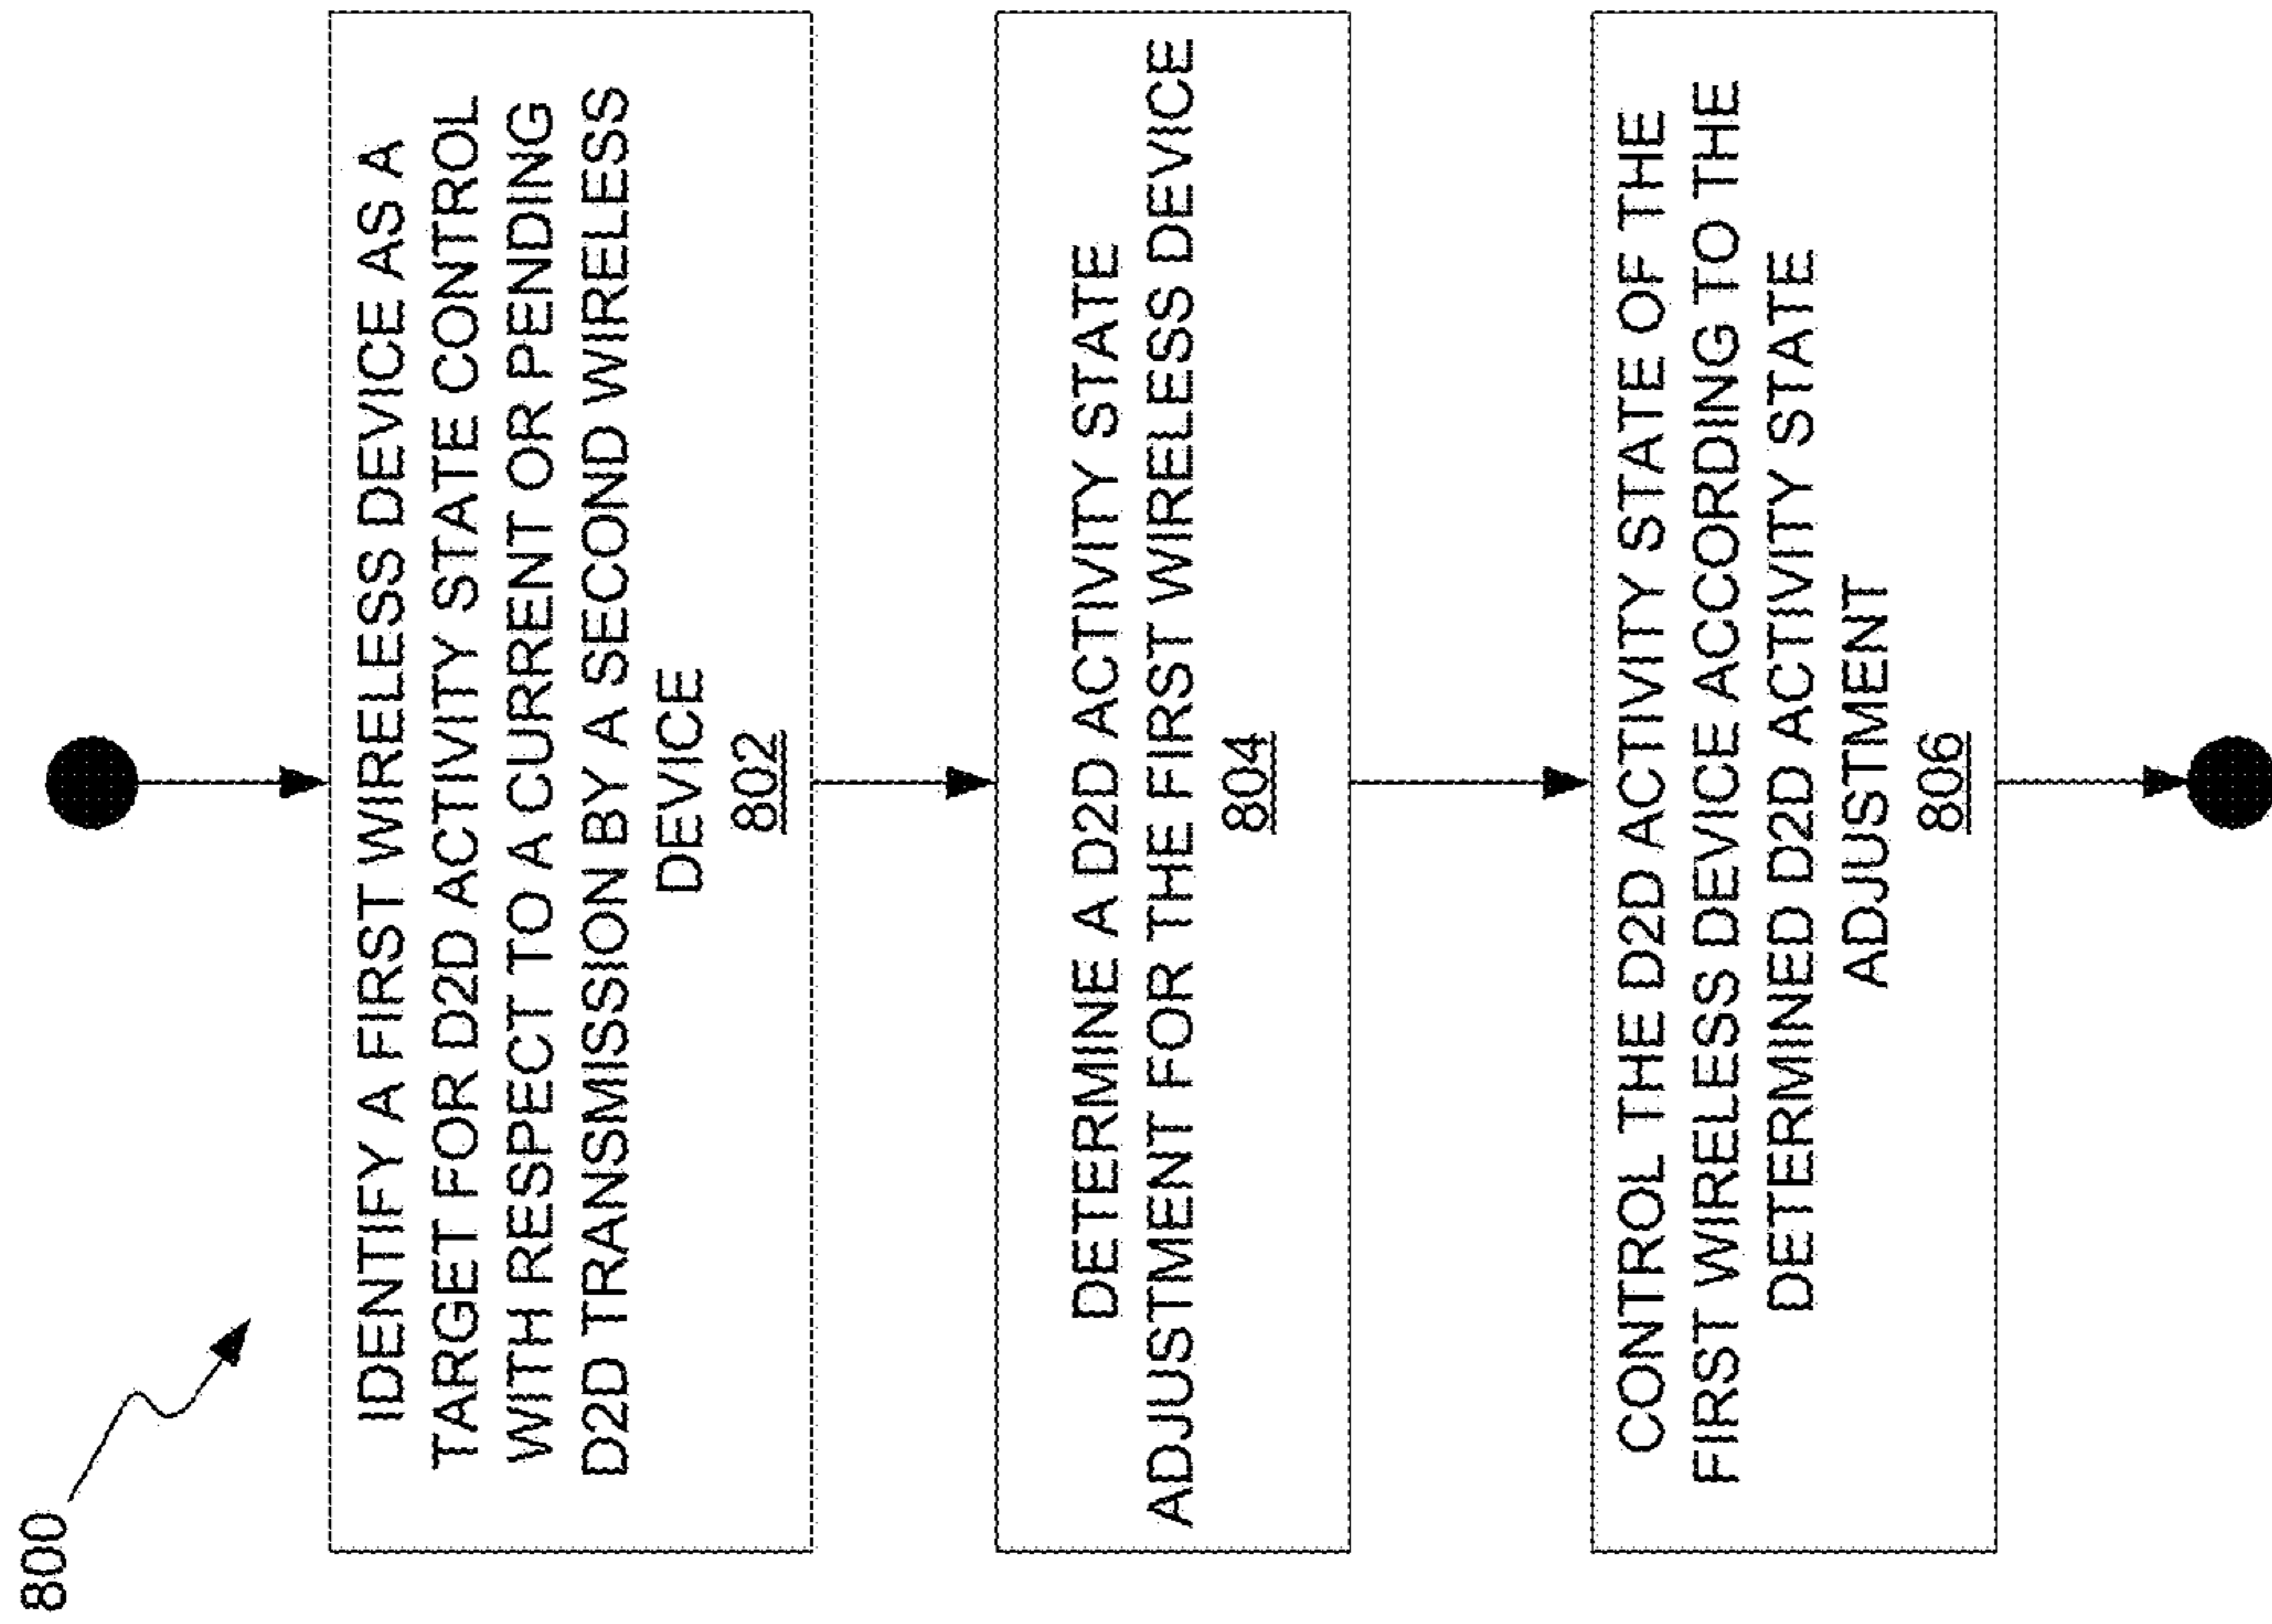 800
IDENTIFY A FIRST WIRELESS DEVICE AS A
TARGET FOR D2D ACTIVITY STATE CONTROL
WITH RESPECT TO A CURRENT OR PENDING
D2D TRANSMISSION BY A SECOND WIRELESS
DEVICE
802
DETERMINE A D2D ACTIVITY STATE
ADJUSTMENT FOR THE FIRST WIRELESS DEVICE
804
CONTROL THE D2D ACTIVITY STATE OF THE
FIRST WIRELESS DEVICE ACCORDING TO THE
DETERMINED D2D ACTIVITY STATE
ADJUSTMENT
806